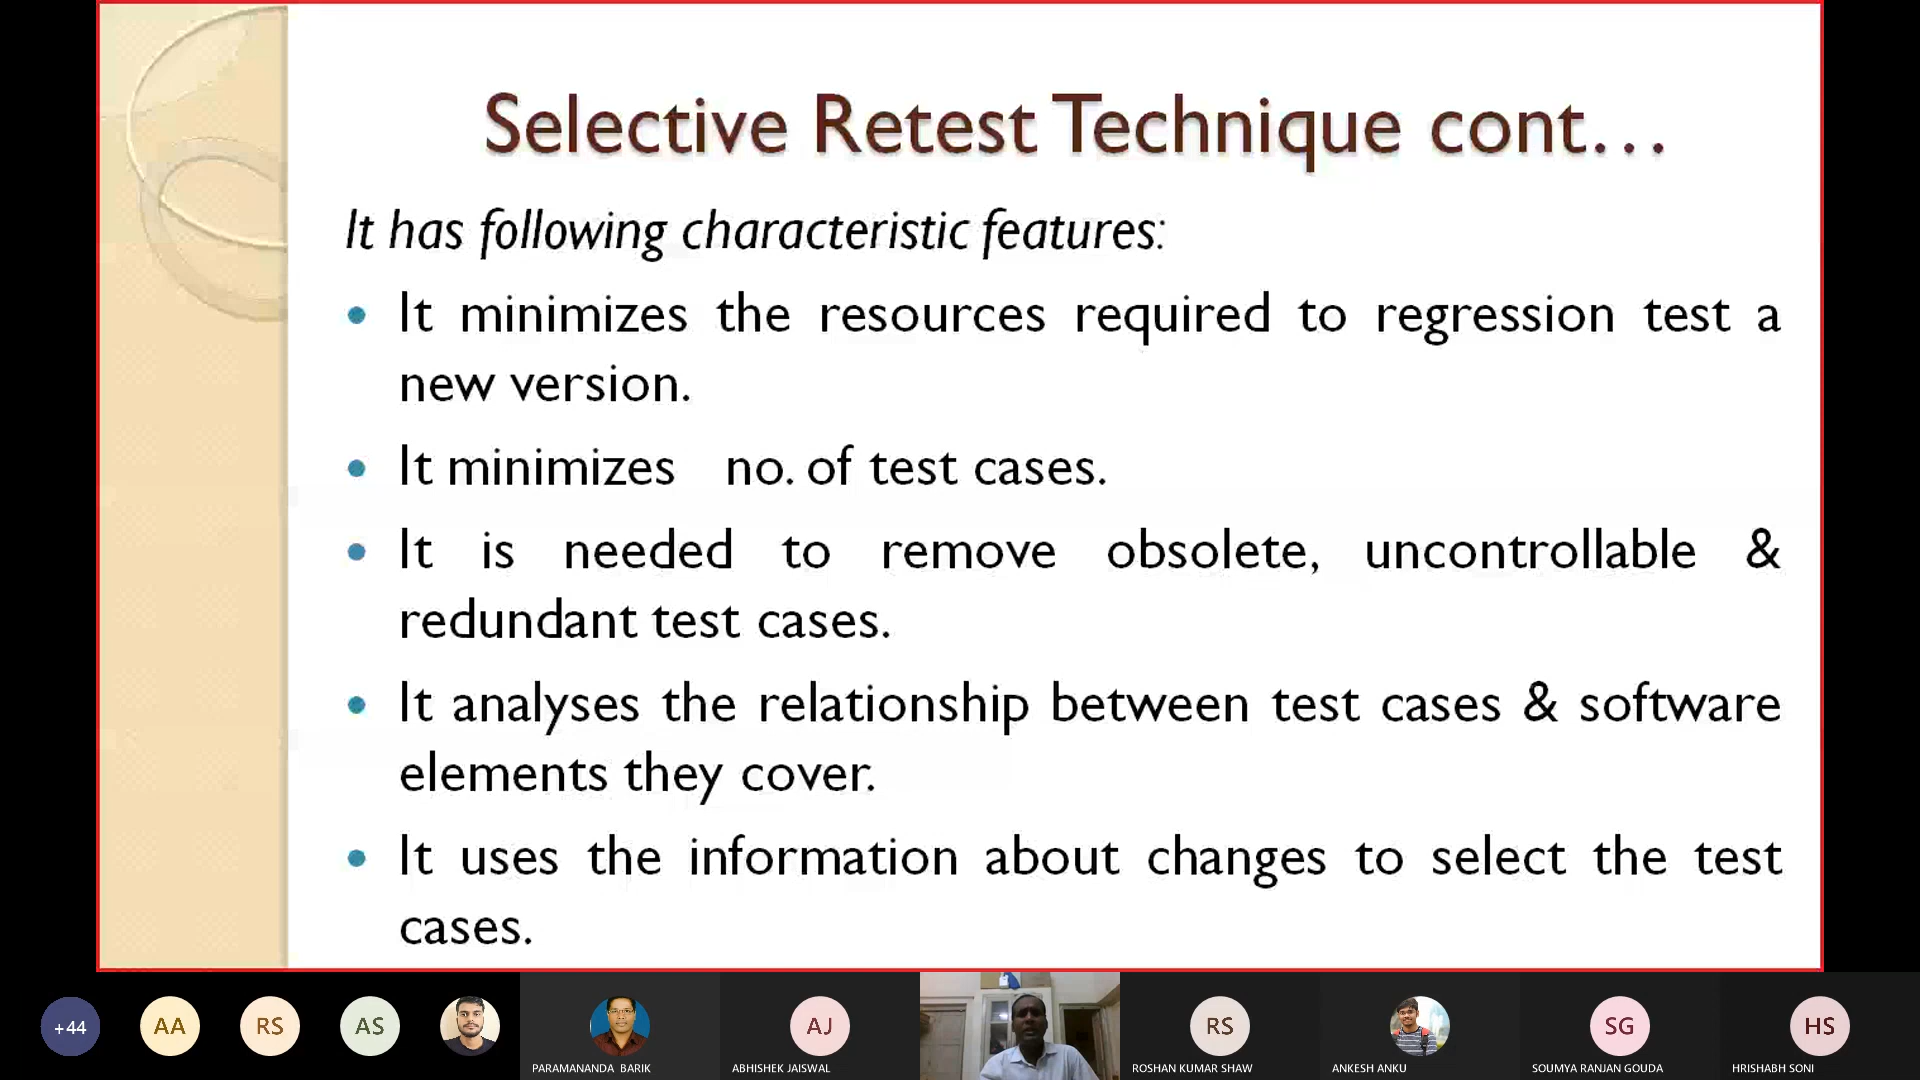 Selective Retest Technique cont...
It has following characteristic features:
• It minimizes the resources required to regression test a
new version.
• It minimizes no. of test cases.
• It is needed to remove obsolete, uncontrollable &
redundant test cases.
• It analyses the relationship between test cases & software
elements they cover.
• It uses the information about changes to select the test
cases.
+44
AA
RS
AS
PARAMANANDA BARIK
AJ
ABHISHEK JAISWAL
RS
ROSHAN KUMAR SHAW
ANKESH ANKU
SG
SOUMYA RANJAN GOUDA
HS
HRISHABH SONI